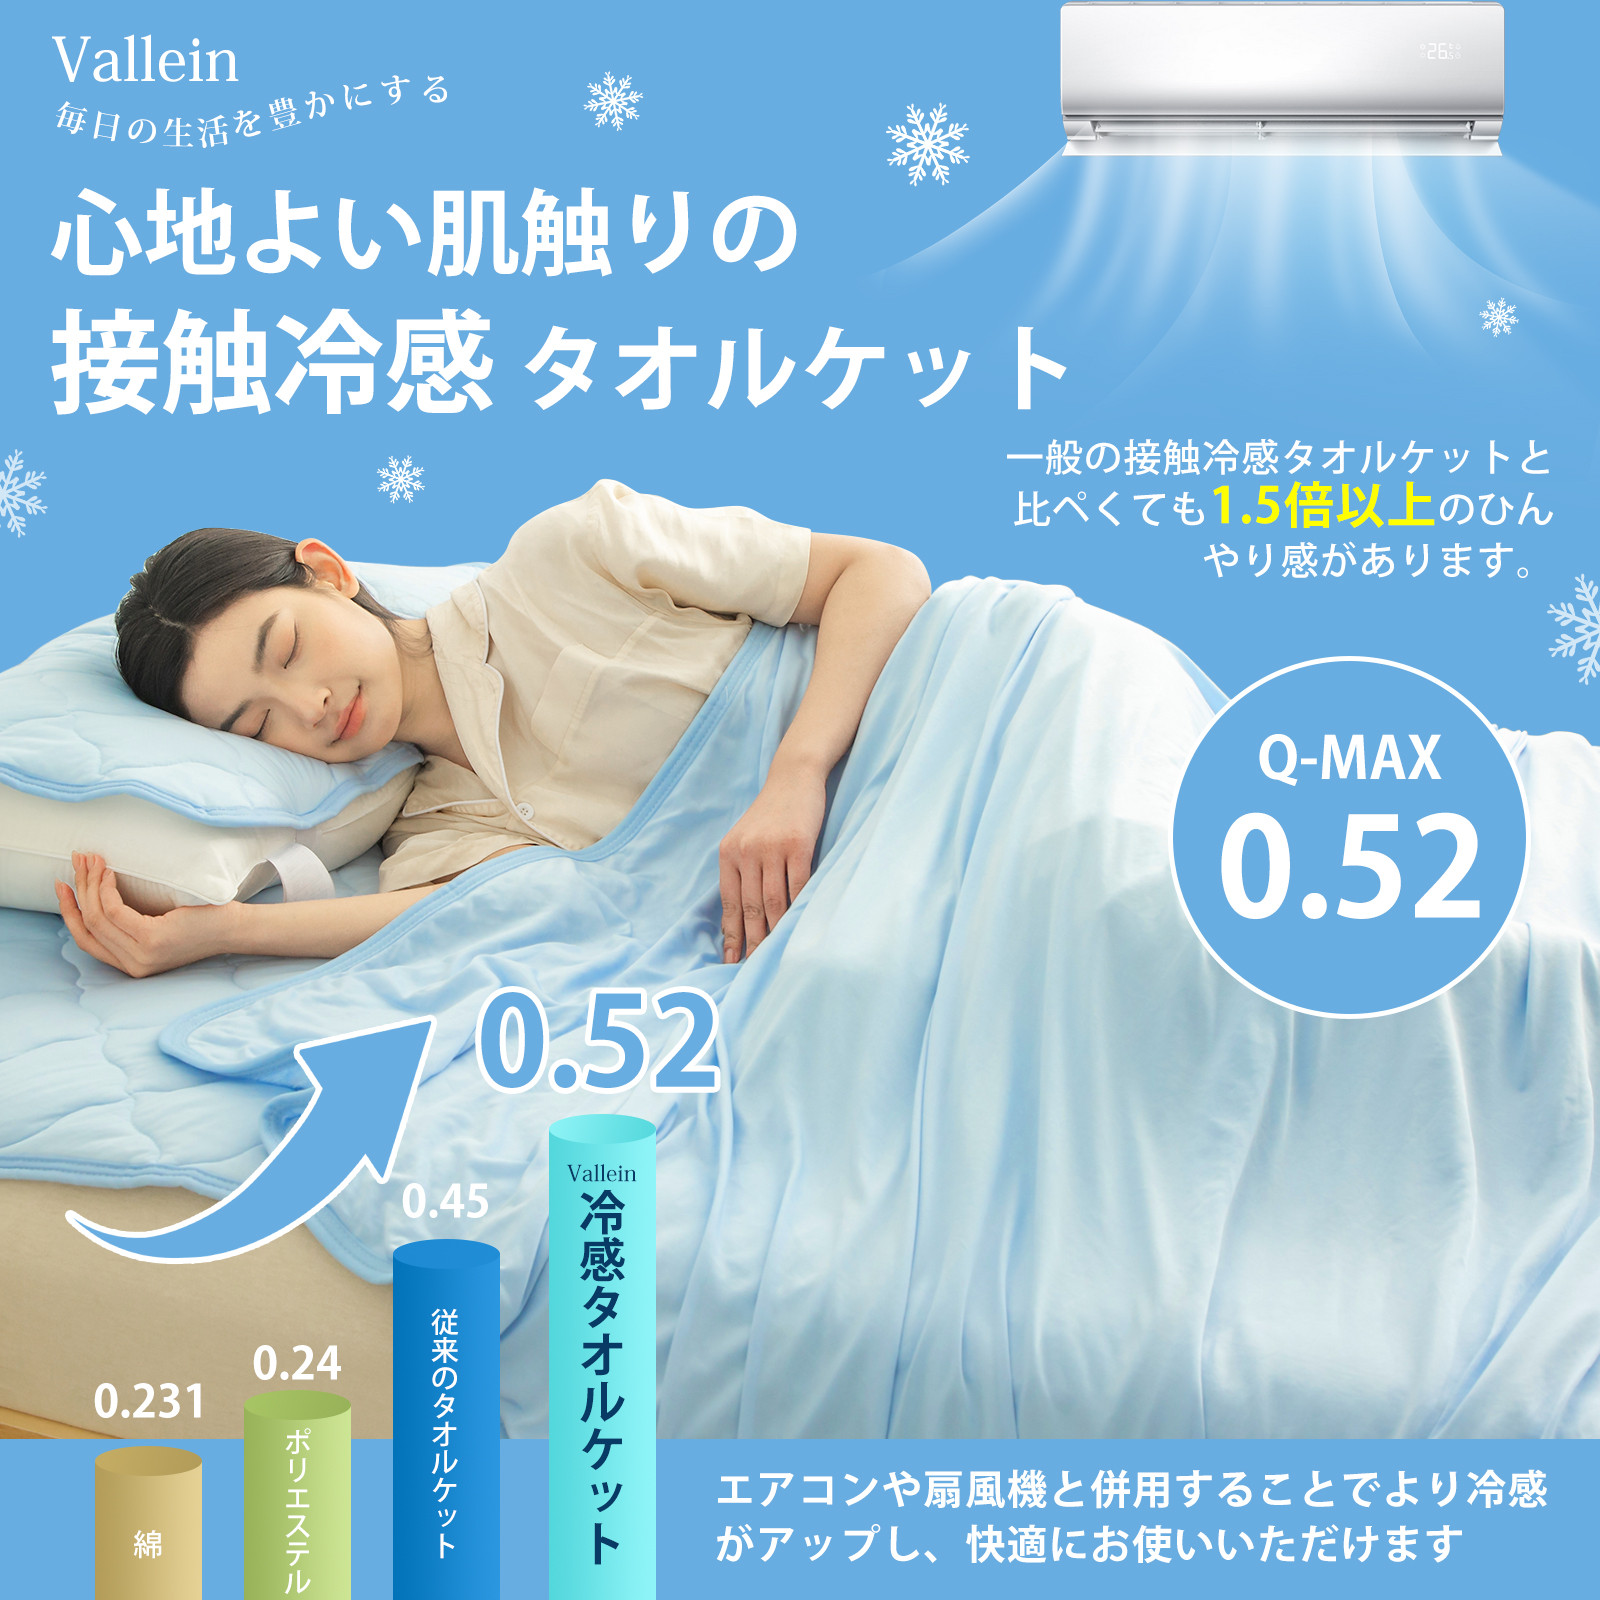 Vallein
毎日の生活を豊かにする
心地よい肌触りの
接触冷感 タオルケット
一般の接触冷感タオルケットと
比べくても1.5倍以上のひん
やり感があります。
Q-MAX
0.52
0.52
0.45
0.24
0.231
Vallein
冷感タオルケット
従来のタオルケット
ポリエステル
綿
エアコンや扇風機と併用することでより冷感
がアップし、快適にお使いいただけます